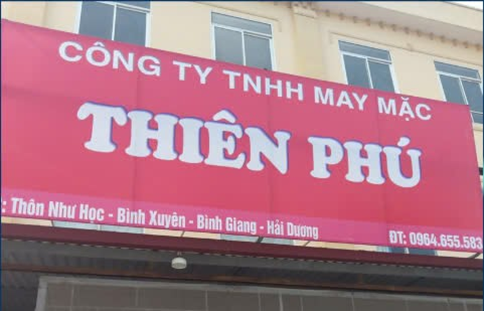 CÔNG TY TNHH MAY MẶC
THIÊN PHÚ
: Thôn Như Học - Bình Xuyên - Bình Giang - Hải Dương
ĐT: 0964.655.583